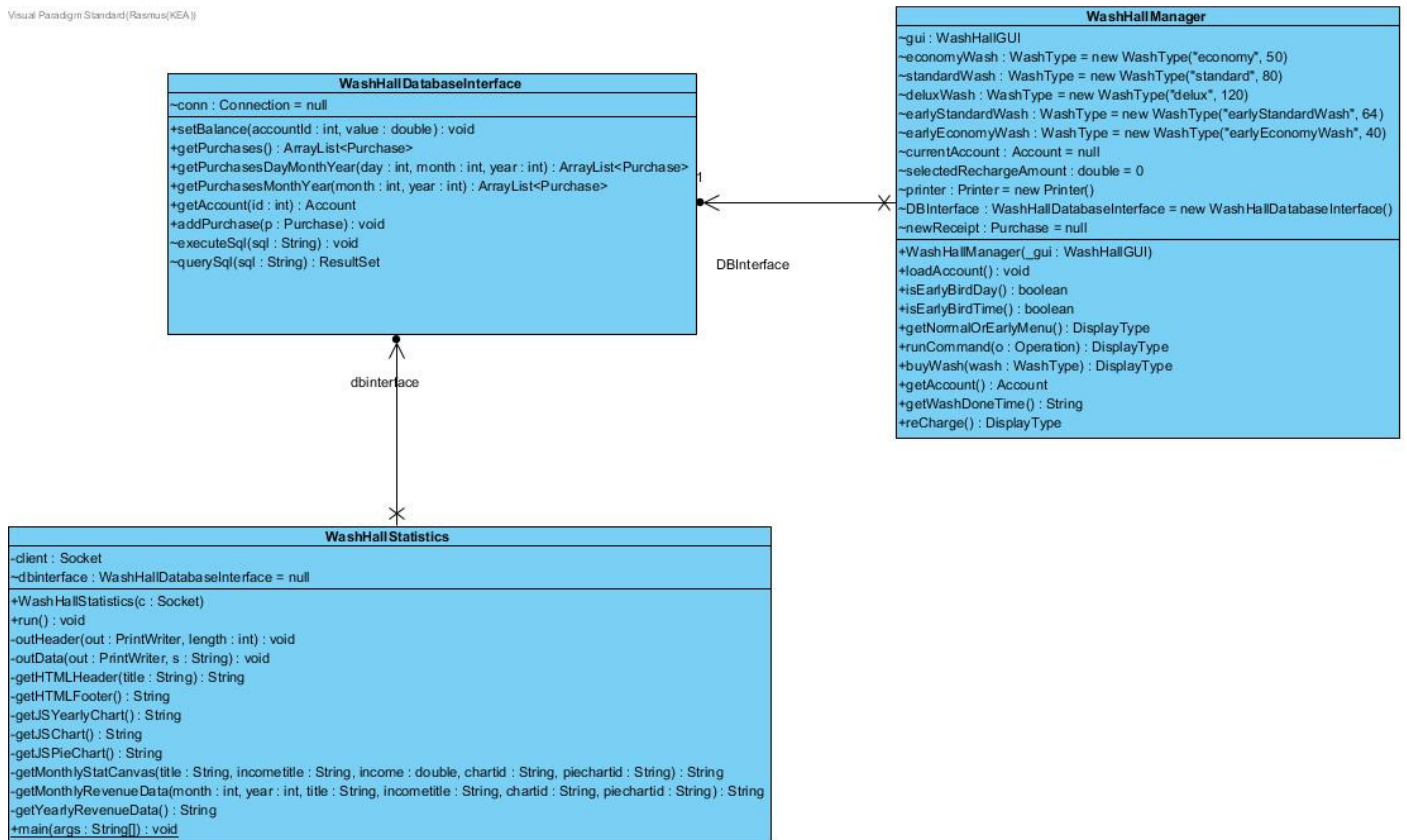 Visual Paradigm Standard(Rasmus(KEA))
WashHallManager
~gui : WashHallGUI
~economyWash : WashType = new WashType("economy", 50)
~standardWash : WashType = new WashType("standard", 80)
~deluxWash : WashType = new WashType("delux", 120)
~earlyStandardWash : WashType = new WashType("earlyStandardWash", 64)
~earlyEconomyWash : WashType = new WashType("earlyEconomyWash", 40)
~currentAccount : Account = null
~selectedRechargeAmount : double = 0
~printer : Printer = new Printer()
~DBInterface : WashHallDatabaseInterface = new WashHallDatabaseInterface()
~newReceipt : Purchase = null
+WashHallManager(_gui : WashHallGUI)
+loadAccount() : void
+isEarlyBirdDay() : boolean
+isEarlyBirdTime() : boolean
+getNormalOrEarlyMenu() : DisplayType
+runCommand(o : Operation) : DisplayType
+buyWash(wash : WashType) : DisplayType
+getAccount() : Account
+getWashDoneTime() : String
+reCharge() : DisplayType
WashHallDatabaseInterface
~conn : Connection = null
+setBalance(accountId : int, value : double) : void
+getPurchases() : ArrayList<Purchase>
+getPurchasesDayMonthYear(day : int, month : int, year : int) : ArrayList<Purchase>
+getPurchasesMonthYear(month : int, year : int) : ArrayList<Purchase>
+getAccount(id : int) : Account
+addPurchase(p : Purchase) : void
~executeSql(sql : String) : void
~querySql(sql : String) : ResultSet
1
DBInterface
dbinterface
WashHallStatistics
-client : Socket
~dbinterface : WashHallDatabaseInterface = null
+WashHallStatistics(c : Socket)
+run() : void
-outHeader(out : PrintWriter, length : int) : void
-outData(out : PrintWriter, s : String) : void
-getHTMLHeader(title : String) : String
-getHTMLFooter() : String
-getJSYearlyChart() : String
-getJSChart() : String
-getJSPieChart() : String
-getMonthlyStatCanvas(title : String, incometitle : String, income : double, chartid : String, piechartid : String) : String
-getMonthlyRevenueData(month : int, year : int, title : String, incometitle : String, chartid : String, piechartid : String) : String
-getYearlyRevenueData() : String
+main(args : String[]) : void